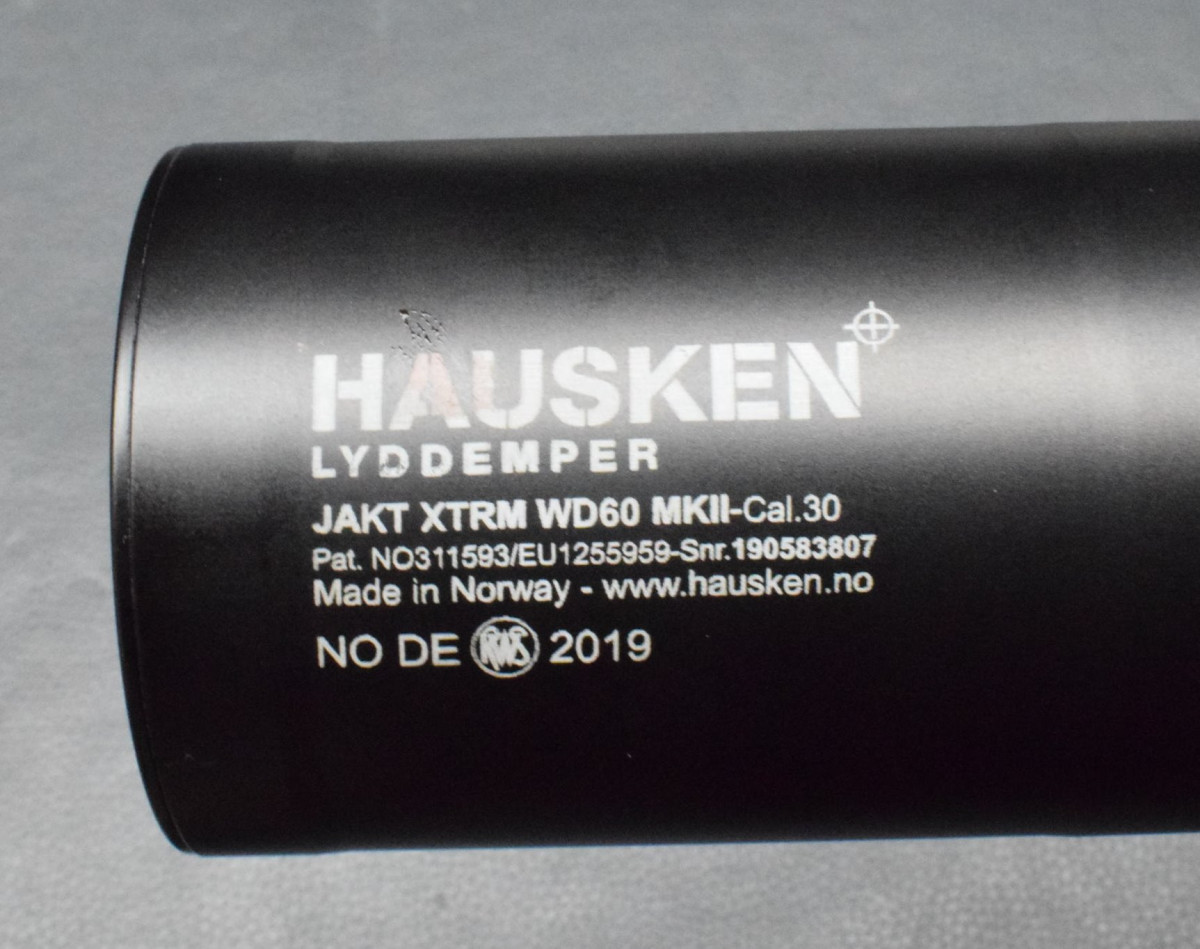 HAUSKEN
LYDDEMPER
JAKT XTRM WD60 MKII-Cal.30
Pat. NO311593/EU1255959-Snr.190583807
Made in Norway - www.hausken.no
NO DE RWS 2019